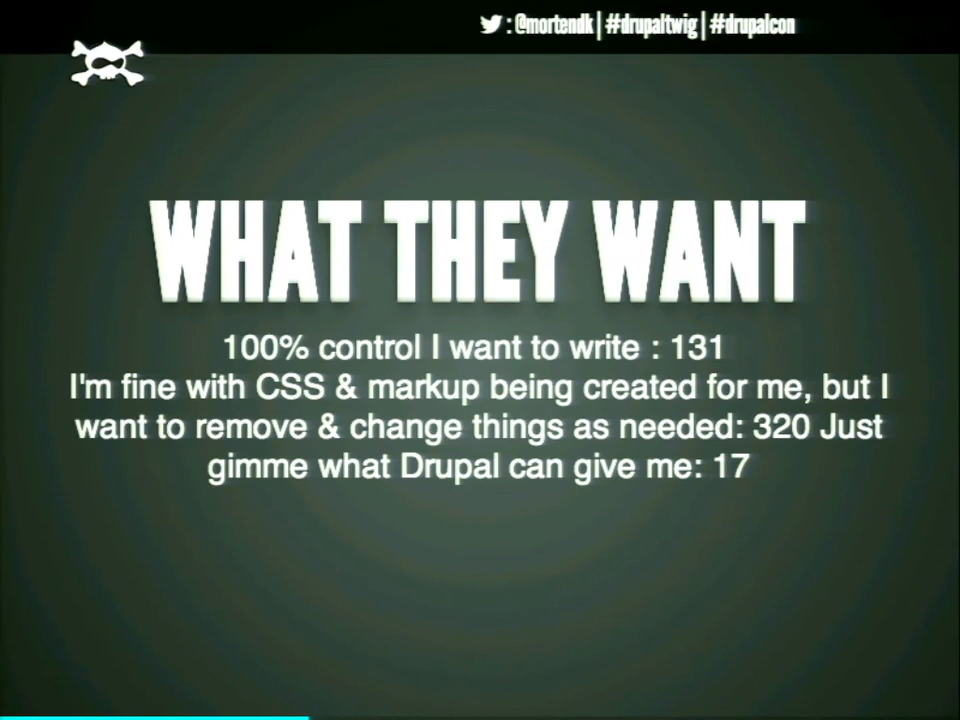 : @mortendk | #drupaltwig | #drupalcon
WHAT THEY WANT
100% control I want to write : 131
I'm fine with CSS & markup being created for me, but I
want to remove & change things as needed: 320 Just
gimme what Drupal can give me: 17